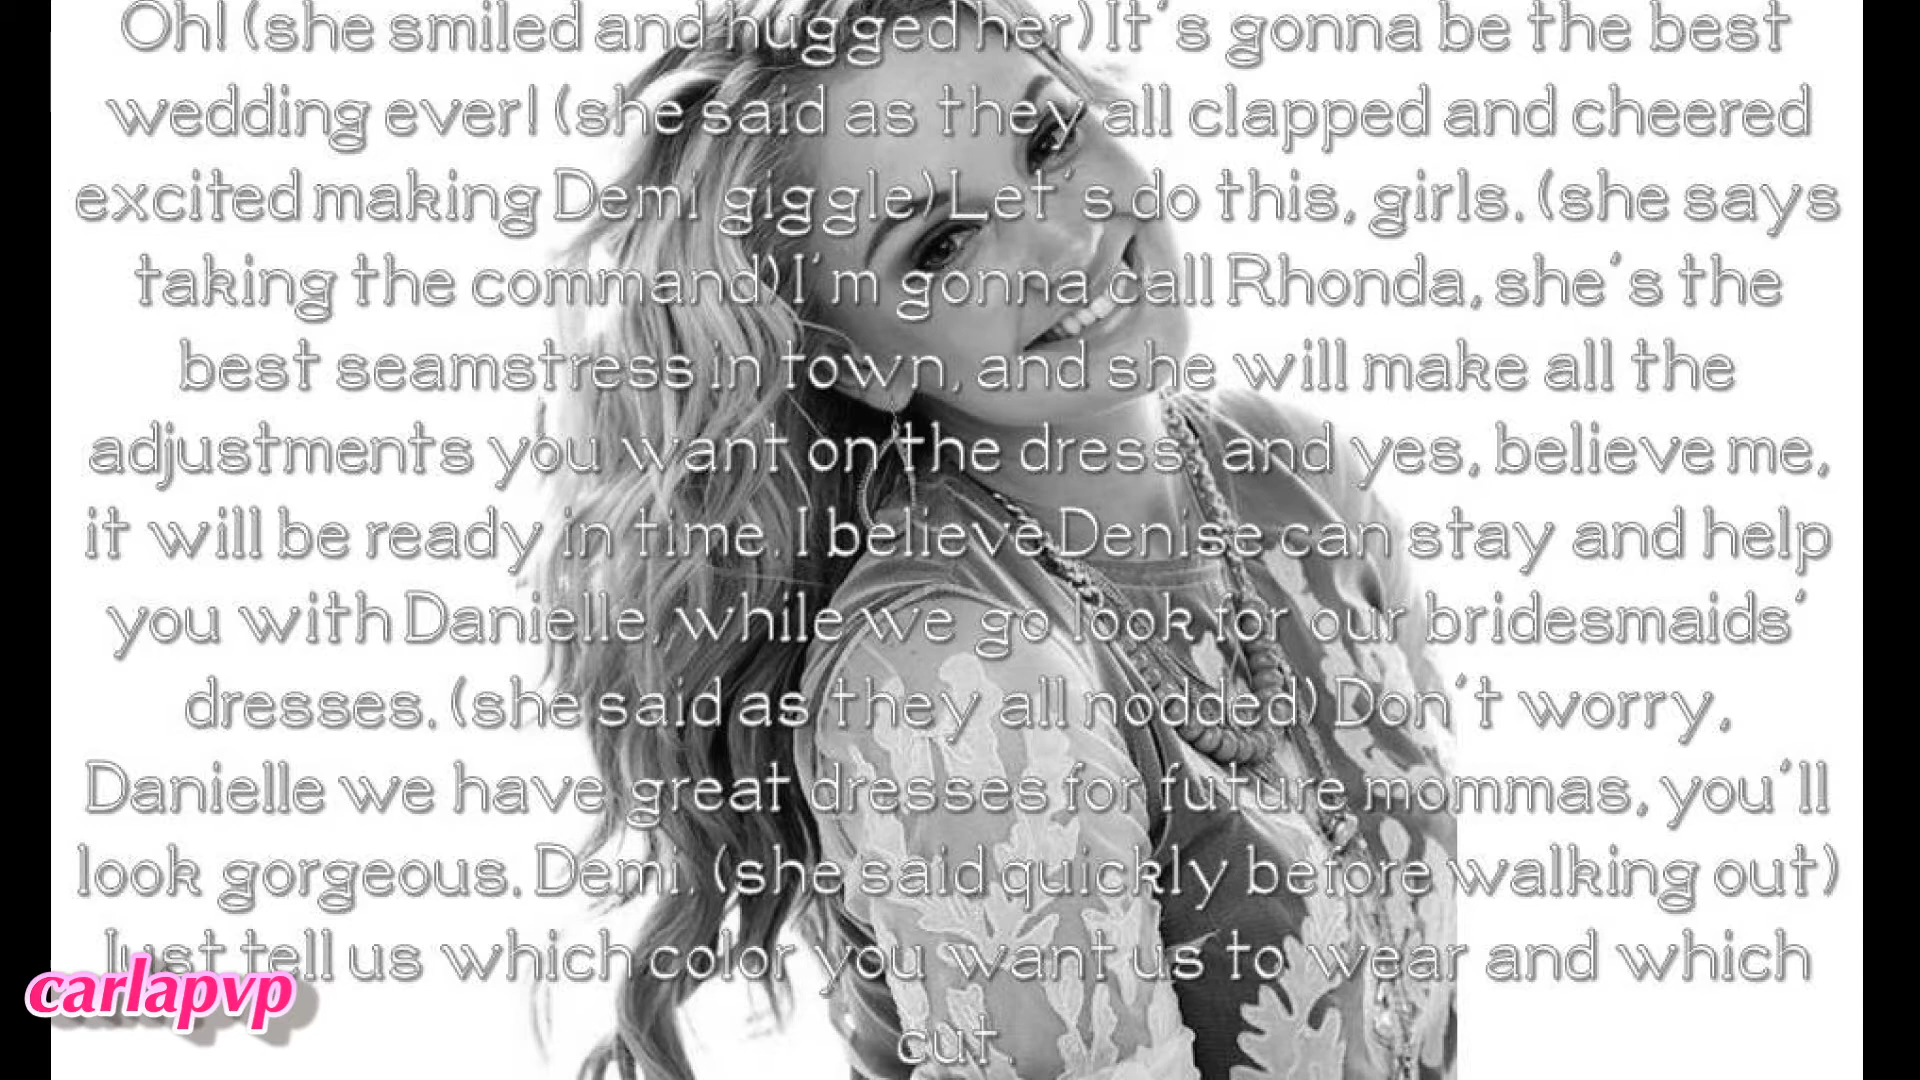 Oh! (she smiled and hugged her) It's gonna be the best
wedding ever! (she said as they all clapped and cheered
excited making Demi giggle) Let's do this, girls. (she says
taking the command) I'm gonna call Rhonda, she's the
best seamstress in town, and she will make all the
adjustments you want on the dress, and yes, believe me,
it will be ready in time. I believe Denise can stay and help
you with Danielle, while we go look for our bridesmaids'
dresses. (she said as they all nodded) Don't worry,
Danielle we have great dresses for future mommas, you'll
look gorgeous. Demi. (she said quickly before walking out)
Just tell us which color you want us to wear and which
cut.
carlapvp